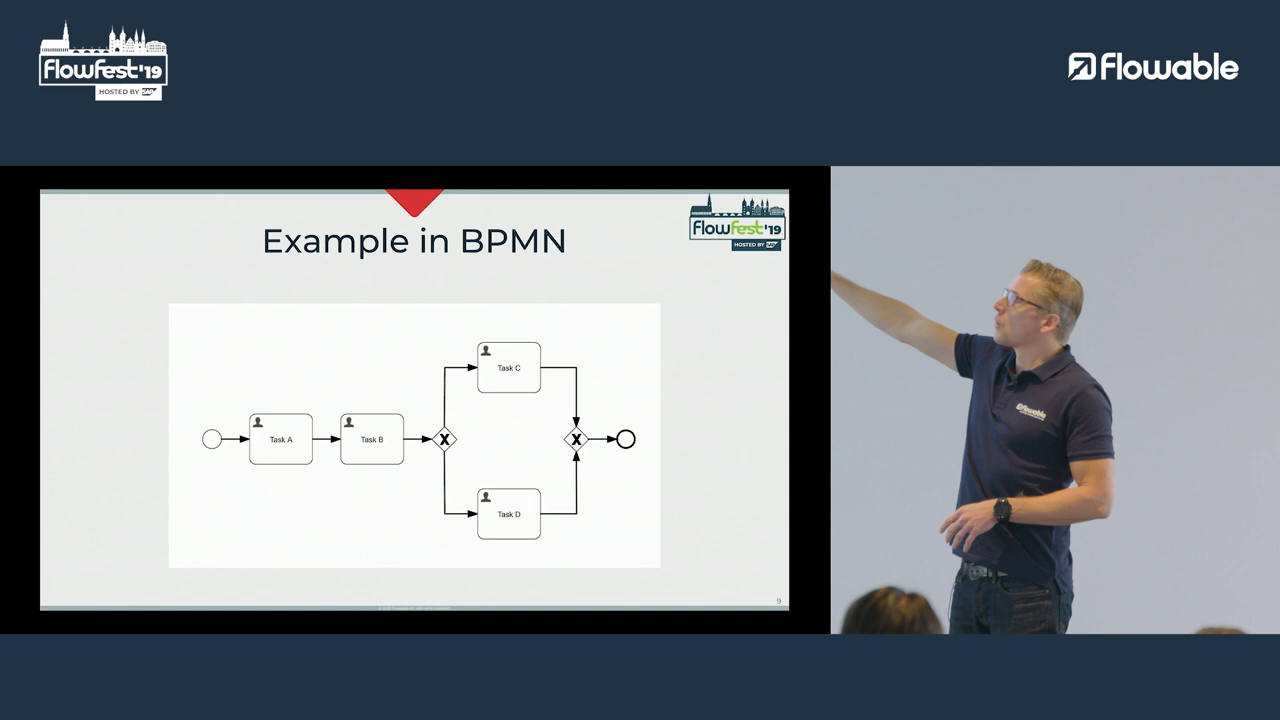 flowfest '19
HOSTED BY SAP
flowable
Example in BPMN
flowfest '19
HOSTED BY SAP
Task C
Task A
Task B
X
X
Task D
9
flowable